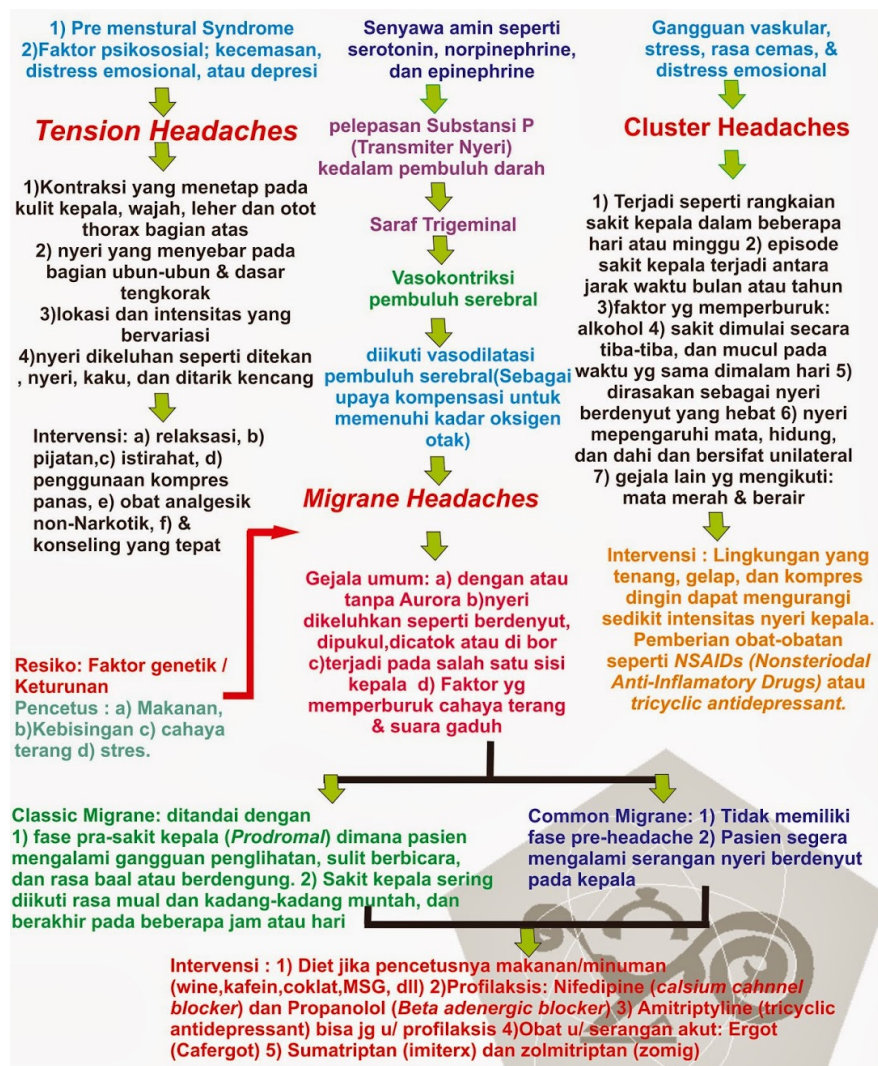 1) Pre menstural Syndrome
2)Faktor psikososial; kecemasan,
distress emosional, atau depresi
Tension Headaches
1)Kontraksi yang menetap pada
kulit kepala, wajah, leher dan otot
thorax bagian atas
2) nyeri yang menyebar pada
bagian ubun-ubun & dasar
tengkorak
3)lokasi dan intensitas yang
bervariasi
4)nyeri dikeluhan seperti ditekan
, nyeri, kaku, dan ditarik kencang
Intervensi: a) relaksasi, b)
pijatan,c) istirahat, d)
penggunaan kompres
panas, e) obat analgesik
non-Narkotik, f) &
konseling yang tepat
Resiko: Faktor genetik /
Keturunan
Pencetus : a) Makanan,
b)Kebisingan c) cahaya
terang d) stres.
Senyawa amin seperti
serotonin, norpinephrine,
dan epinephrine
pelepasan Substansi P
(Transmiter Nyeri)
kedalam pembuluh darah
Saraf Trigeminal
Vasokontriksi
pembuluh serebral
diikuti vasodilatasi
pembuluh serebral(Sebagai
upaya kompensasi untuk
memenuhi kadar oksigen
otak)
Migrane Headaches
Gejala umum: a) dengan atau
tanpa Aurora b)nyeri
dikeluhkan seperti berdenyut,
dipukul,dicatok atau di bor
c)terjadi pada salah satu sisi
kepala d) Faktor yg
memperburuk cahaya terang
& suara gaduh
Gangguan vaskular,
stress, rasa cemas, &
distress emosional
Cluster Headaches
1) Terjadi seperti rangkaian
sakit kepala dalam beberapa
hari atau minggu 2) episode
sakit kepala terjadi antara
jarak waktu bulan atau tahun
3)faktor yg memperburuk:
alkohol 4) sakit dimulai secara
tiba-tiba, dan mucul pada
waktu yg sama dimalam hari 5)
dirasakan sebagai nyeri
berdenyut yang hebat 6) nyeri
mepengaruhi mata, hidung,
dan dahi dan bersifat unilateral
7) gejala lain yg mengikuti:
mata merah & berair
Intervensi : Lingkungan yang
tenang, gelap, dan kompres
dingin dapat mengurangi
sedikit intensitas nyeri kepala.
Pemberian obat-obatan
seperti NSAIDs (Nonsteriodal
Anti-Inflamatory Drugs) atau
tricyclic antidepressant.
Classic Migrane: ditandai dengan
1) fase pra-sakit kepala (Prodromal) dimana pasien
mengalami gangguan penglihatan, sulit berbicara,
dan rasa baal atau berdengung. 2) Sakit kepala sering
diikuti rasa mual dan kadang-kadang muntah, dan
berakhir pada beberapa jam atau hari
Common Migrane: 1) Tidak memiliki
fase pre-headache 2) Pasien segera
mengalami serangan nyeri berdenyut
pada kepala
Intervensi : 1) Diet jika pencetusnya makanan/minuman
(wine,kafein,coklat,MSG, dll) 2)Profilaksis: Nifedipine (calsium cahnnel
blocker) dan Propanolol (Beta adenergic blocker) 3) Amitriptyline (tricyclic
antidepressant) bisa jg u/ profilaksis 4)Obat u/ serangan akut: Ergot
(Cafergot) 5) Sumatriptan (imiterx) dan zolmitriptan (zomig)